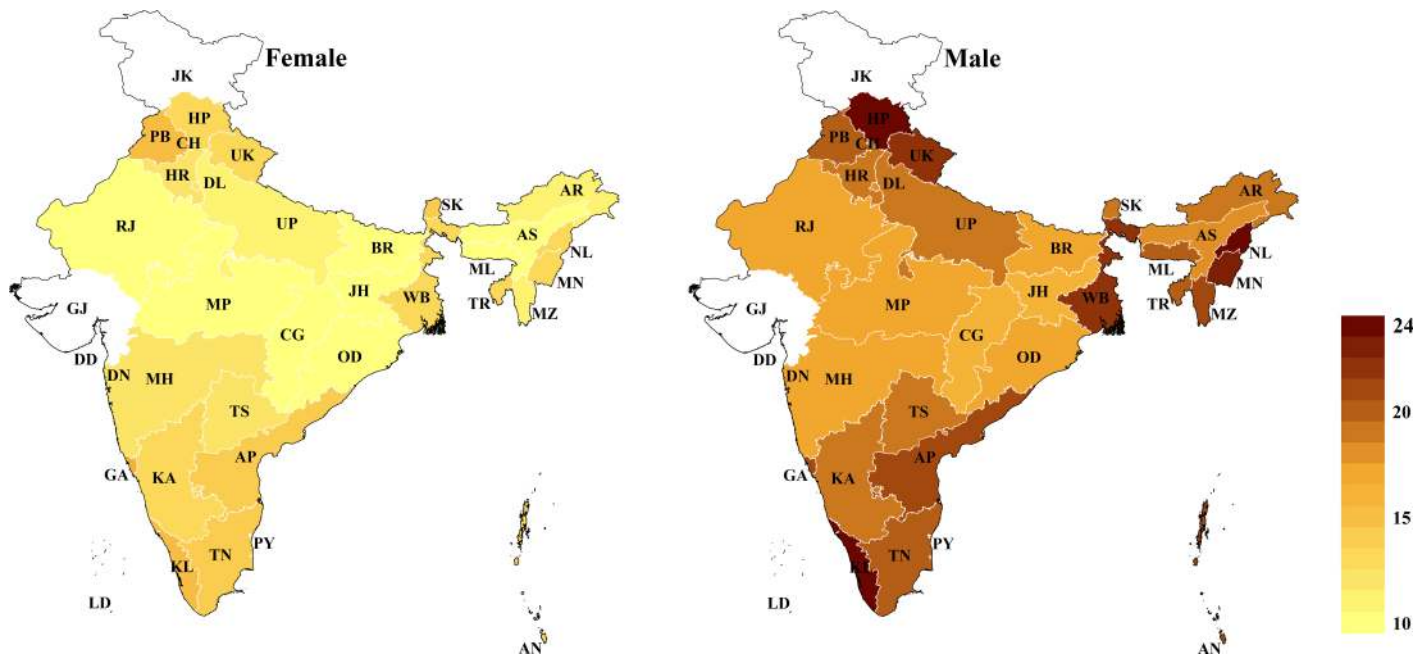 Female
JK
HP
PB
CH
UK
HR
DL
SK
AR
RJ
UP
AS
BR
NL
ML
MN
GJ
MP
JH
WB
TR
MZ
CG
DD
OD
DN
MH
TS
AP
GA
KA
PY
TN
KL
LD
AN
Male
JK
HP
PB
CH
UK
HR
DL
SK
AR
RJ
UP
AS
BR
NL
ML
MN
JH
WB
TR
GJ
MP
MZ
CG
DD
OD
DN
MH
TS
AP
GA
KA
PY
TN
KL
LD
AN
24
20
15
10